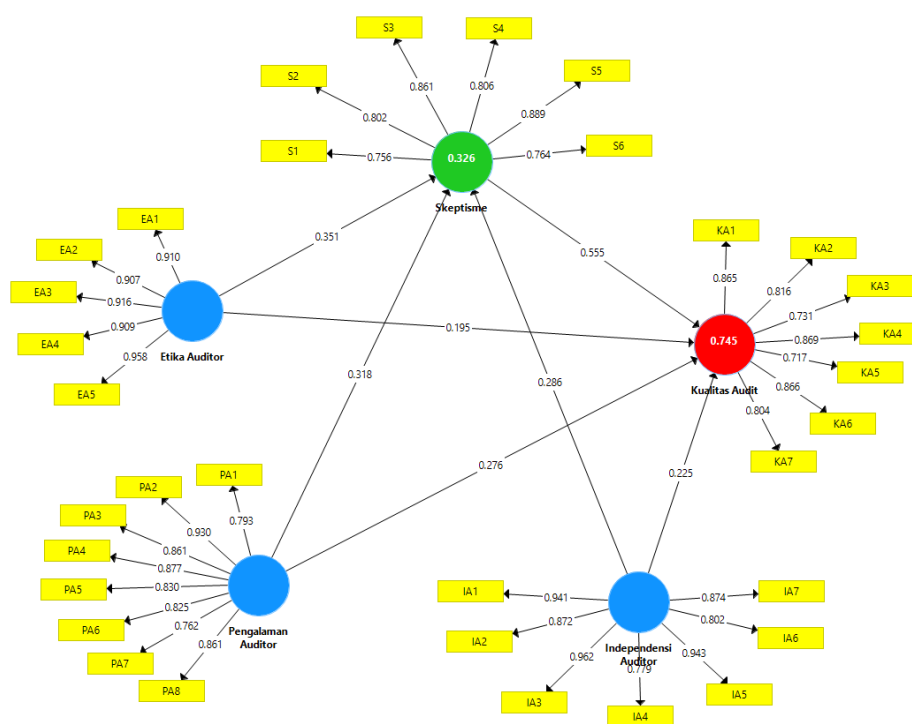 S3
S4
S2
S5
0.861
0.806
0.802
0.889
S1
0.756
0.326
0.764
S6
Skeptisme
EA1
EA2
0.910
0.907
EA3
0.916
EA4
0.909
0.958
EA5
Etika Auditor
0.351
0.555
0.195
0.318
0.286
0.276
0.225
KA1
KA2
0.865
0.816
KA3
0.731
0.745
0.869
KA4
0.717
KA5
Kualitas Audit
0.866
0.804
KA6
KA7
PA1
PA2
0.793
PA3
0.930
0.861
PA4
0.877
PA5
0.830
0.825
PA6
0.762
PA7
0.861
PA8
Pengalaman
Auditor
IA1
0.941
0.874
IA7
0.872
0.802
IA2
IA6
Independensi
Auditor
0.962
0.779
0.943
IA3
IA4
IA5